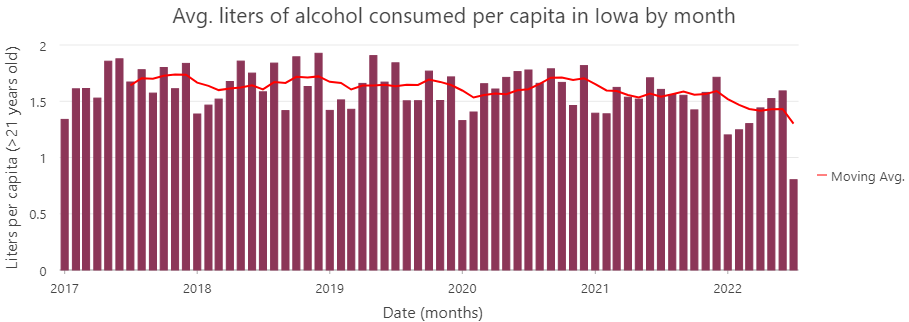 Avg. liters of alcohol consumed per capita in Iowa by month
Liters per capita (>21 years old)
2
1.5
1
0.5
0
2017 2018 2019 2020 2021 2022
Date (months)
Moving Avg.